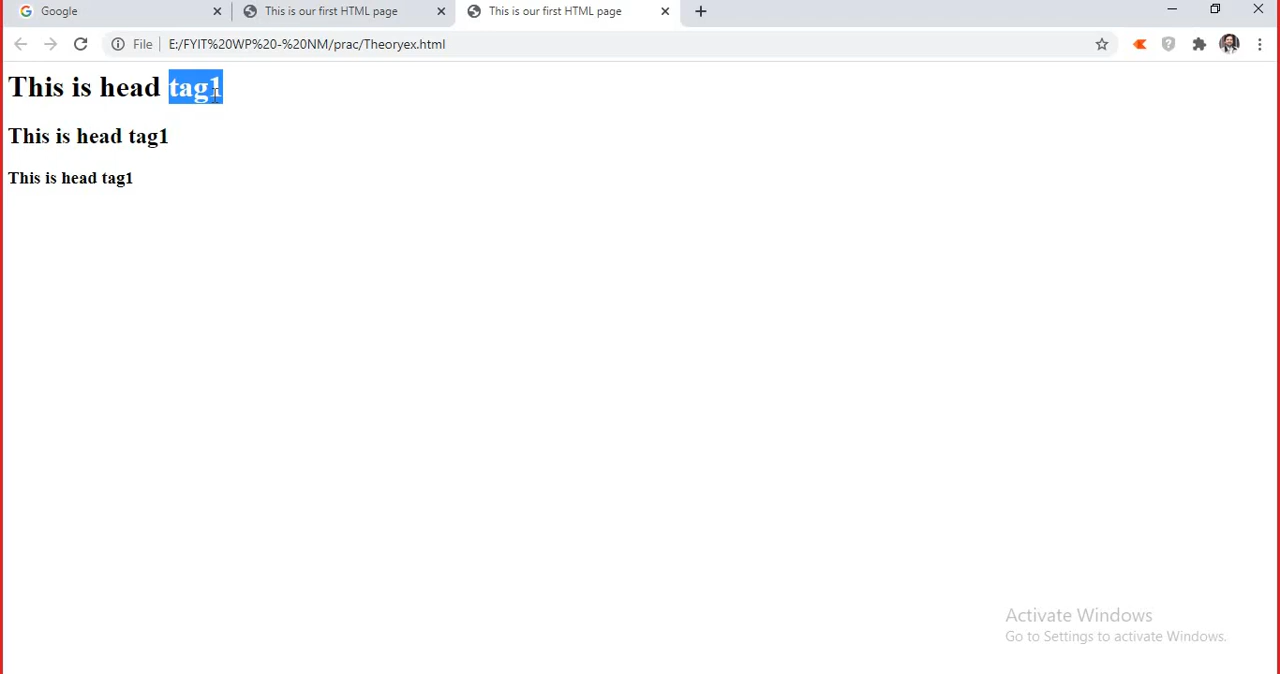 Google
This is our first HTML page
This is our first HTML page
File
E:/FYIT%20WP%20-%20NM/prac/Theoryex.html
This is head tag1
This is head tag1
This is head tag1
Activate Windows
Go to Settings to activate Windows.